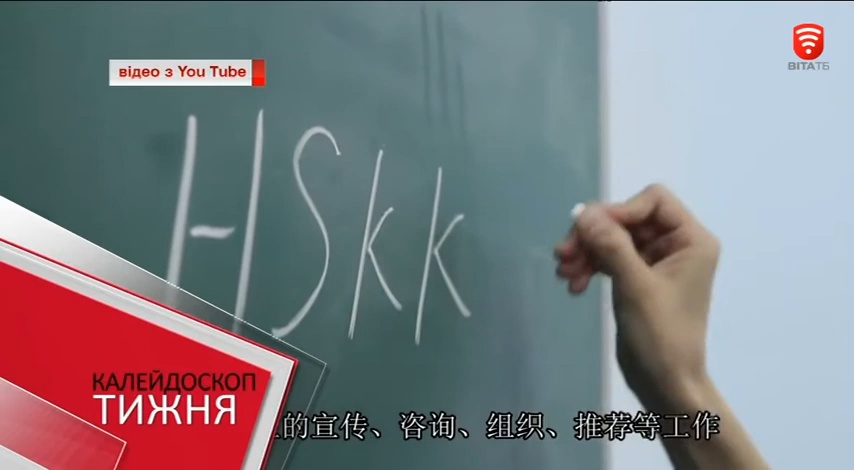 відео з You Tube
ВІТАТБ
HSkk
КАЛЕЙДОСКОП
ТИЖНЯ
的宣传、咨询、组织、推荐等工作